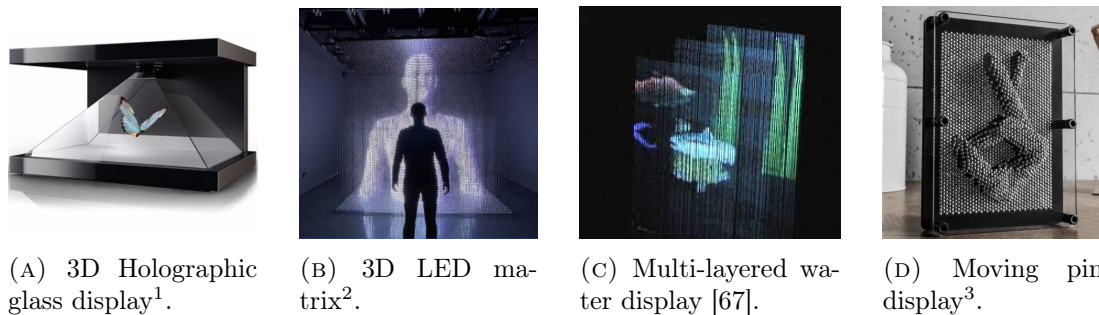 (A) 3D Holographic
glass display¹.
(B) 3D LED ma-
trix².
(C) Multi-layered wa-
ter display [67].
(D) Moving pin
display³.